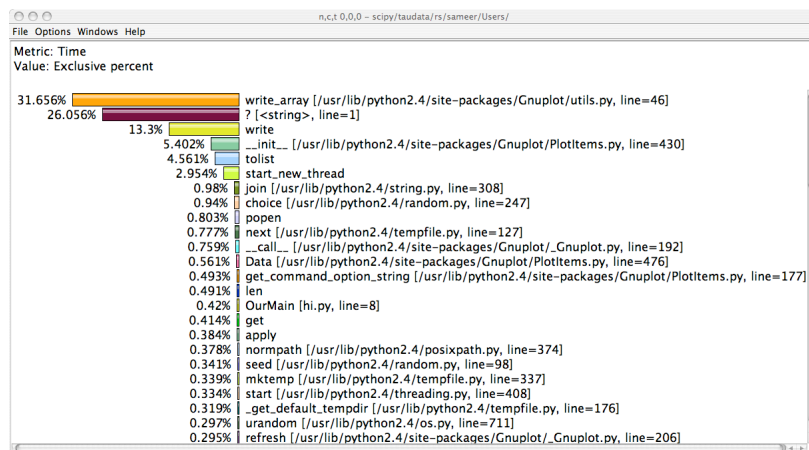 n,c,t 0,0,0 – scipy/taudata/rs/sameer/Users/
File Options Windows Help
Metric: Time
Value: Exclusive percent
31.656% write_array [/usr/lib/python2.4/site-packages/Gnuplot/utils.py, line=46]
26.056% ? [<string>, line=1]
13.3% write
5.402% __init__ [/usr/lib/python2.4/site-packages/Gnuplot/PlotItems.py, line=430]
4.561% tolist
2.954% start_new_thread
0.98% join [/usr/lib/python2.4/string.py, line=308]
0.94% choice [/usr/lib/python2.4/random.py, line=247]
0.803% popen
0.777% next [/usr/lib/python2.4/tempfile.py, line=127]
0.759% __call__ [/usr/lib/python2.4/site-packages/Gnuplot/_Gnuplot.py, line=192]
0.561% Data [/usr/lib/python2.4/site-packages/Gnuplot/PlotItems.py, line=476]
0.493% get_command_option_string [/usr/lib/python2.4/site-packages/Gnuplot/PlotItems.py, line=177]
0.491% len
0.42% OurMain [hi.py, line=8]
0.414% get
0.384% apply
0.378% normpath [/usr/lib/python2.4/posixpath.py, line=374]
0.341% seed [/usr/lib/python2.4/random.py, line=98]
0.339% mktemp [/usr/lib/python2.4/tempfile.py, line=337]
0.334% start [/usr/lib/python2.4/threading.py, line=408]
0.319% _get_default_tempdir [/usr/lib/python2.4/tempfile.py, line=176]
0.297% urandom [/usr/lib/python2.4/os.py, line=711]
0.295% refresh [/usr/lib/python2.4/site-packages/Gnuplot/_Gnuplot.py, line=206]